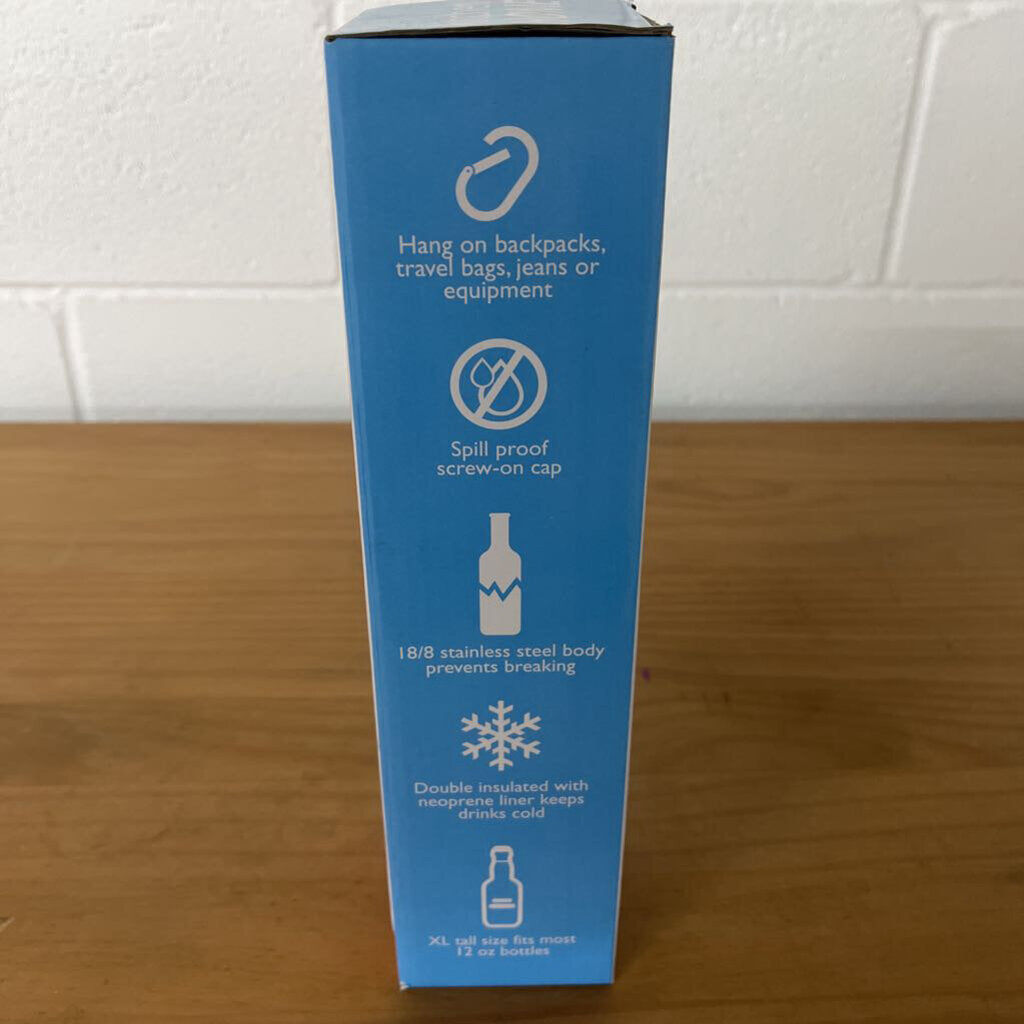 Hang on backpacks,
travel bags, jeans or
equipment
Spill proof
screw-on cap
18/8 stainless steel body
prevents breaking
Double insulated with
neoprene liner keeps
drinks cold
XL tall size fits most
12 oz bottles